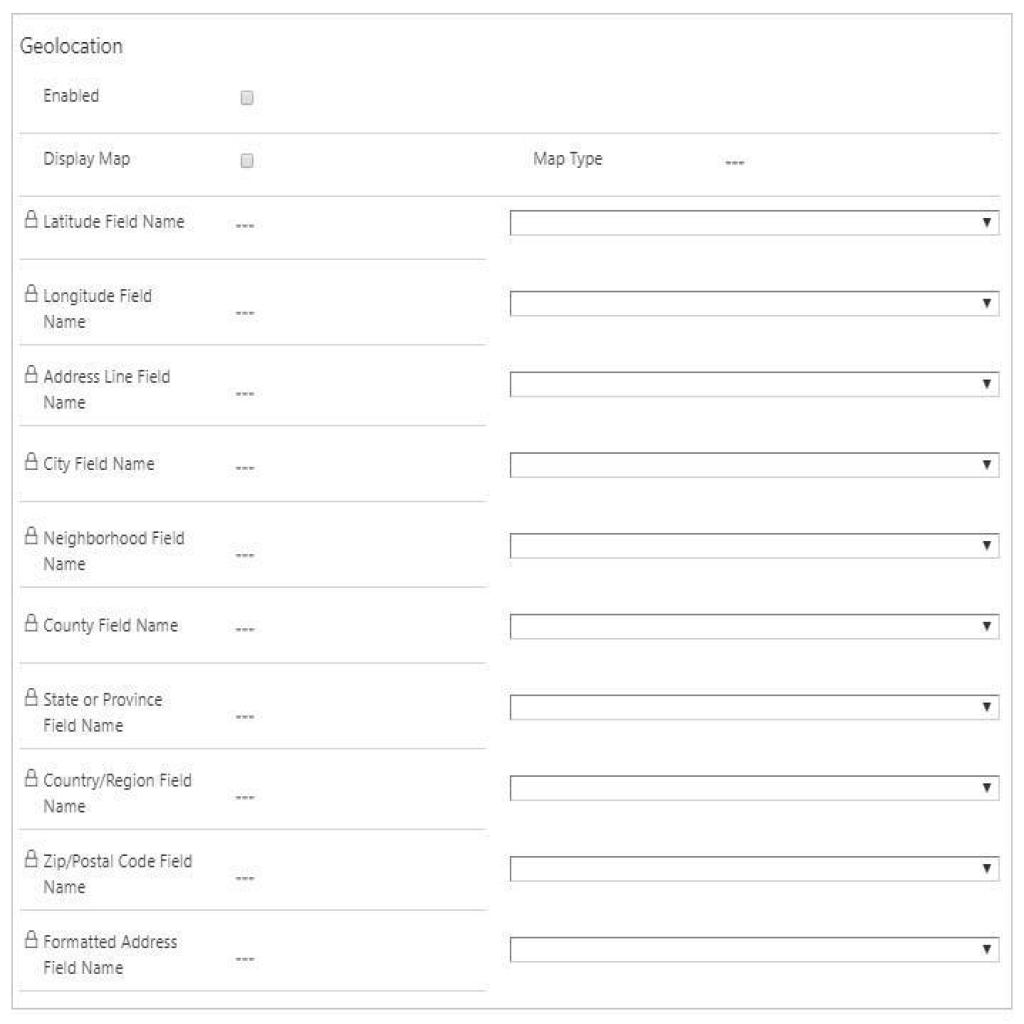 Geolocation
Enabled
Display Map Map Type ---
Latitude Field Name ---
Longitude Field
Name ---
Address Line Field
Name ---
City Field Name ---
Neighborhood Field
Name ---
County Field Name ---
State or Province
Field Name ---
Country/Region Field
Name ---
Zip/Postal Code Field
Name ---
Formatted Address
Field Name ---